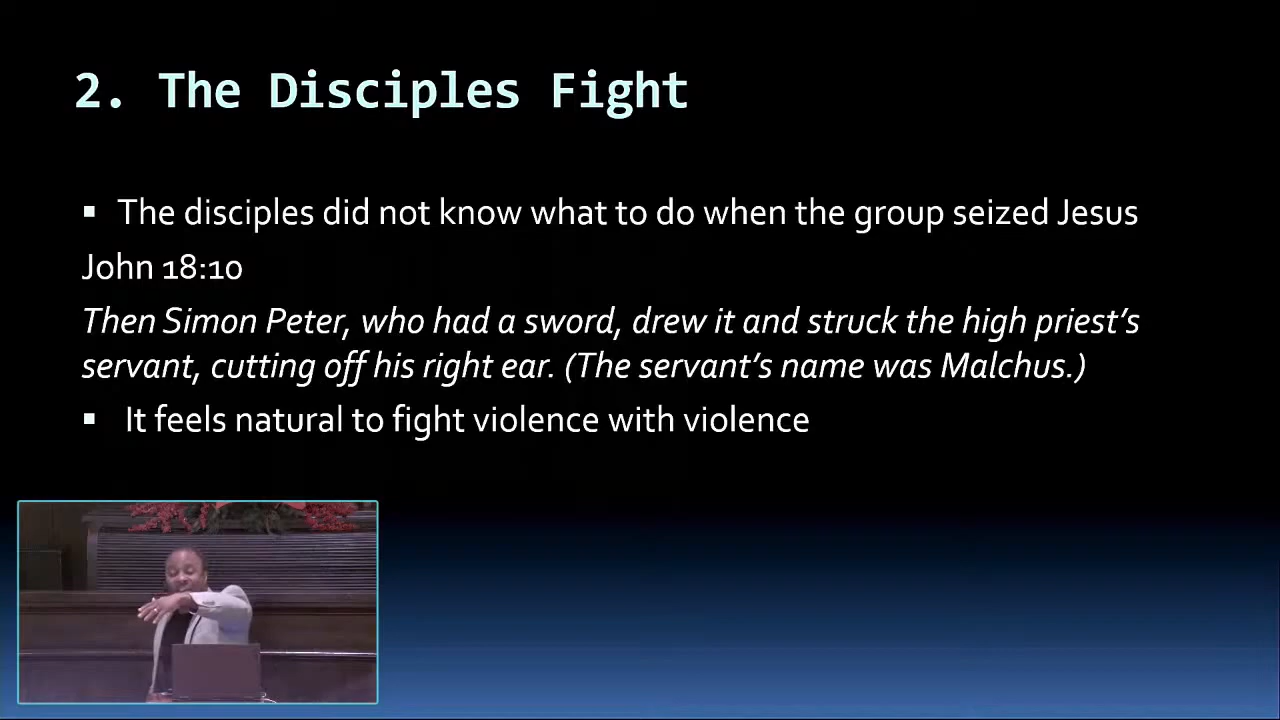 2. The Disciples Fight
▪ The disciples did not know what to do when the group seized Jesus
John 18:10
Then Simon Peter, who had a sword, drew it and struck the high priest’s
servant, cutting off his right ear. (The servant’s name was Malchus.)
▪ It feels natural to fight violence with violence